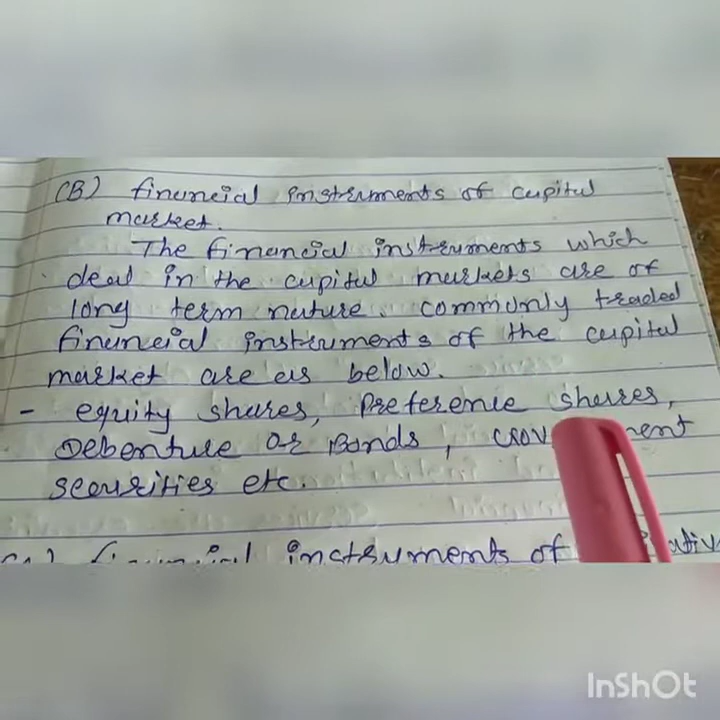 (B) financial instruments of capital
market.
The financial instruments which
deal in the capital markets are of
long term nature. commonly traded
financial instruments of the capital
market are as below.
- equity shares, Preference shares,
Debenture or Bonds, Gov ment
securities etc.
instruments of
InShOt